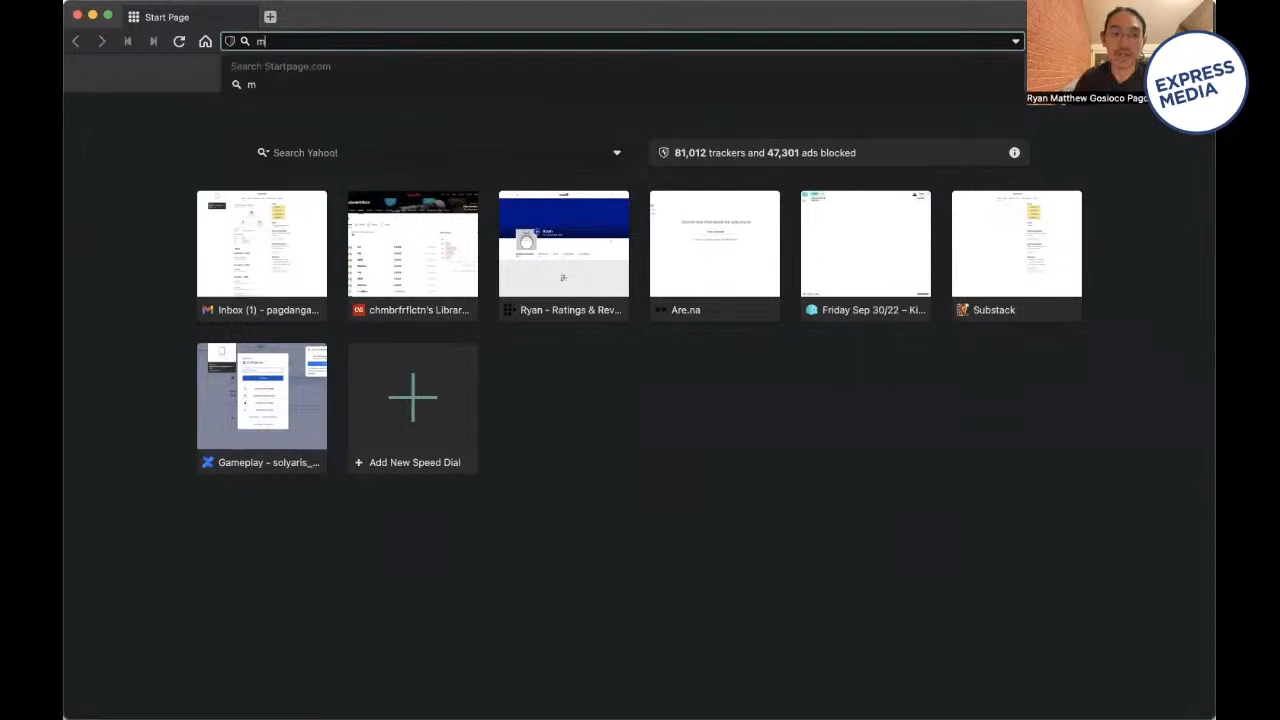 Start Page
m
Search Startpage.com
m
EXPRESS
MEDIA
Ryan Matthew Gosioco Pagd
Search Yahoo!
81,012 trackers and 47,301 ads blocked
Inbox (1) - pagdanga...
chmbrfrflctn's Librar...
Ryan - Ratings & Rev...
Are.na
Friday Sep 30/22 – Ki...
Substack
Gameplay - solyaris_...
Add New Speed Dial